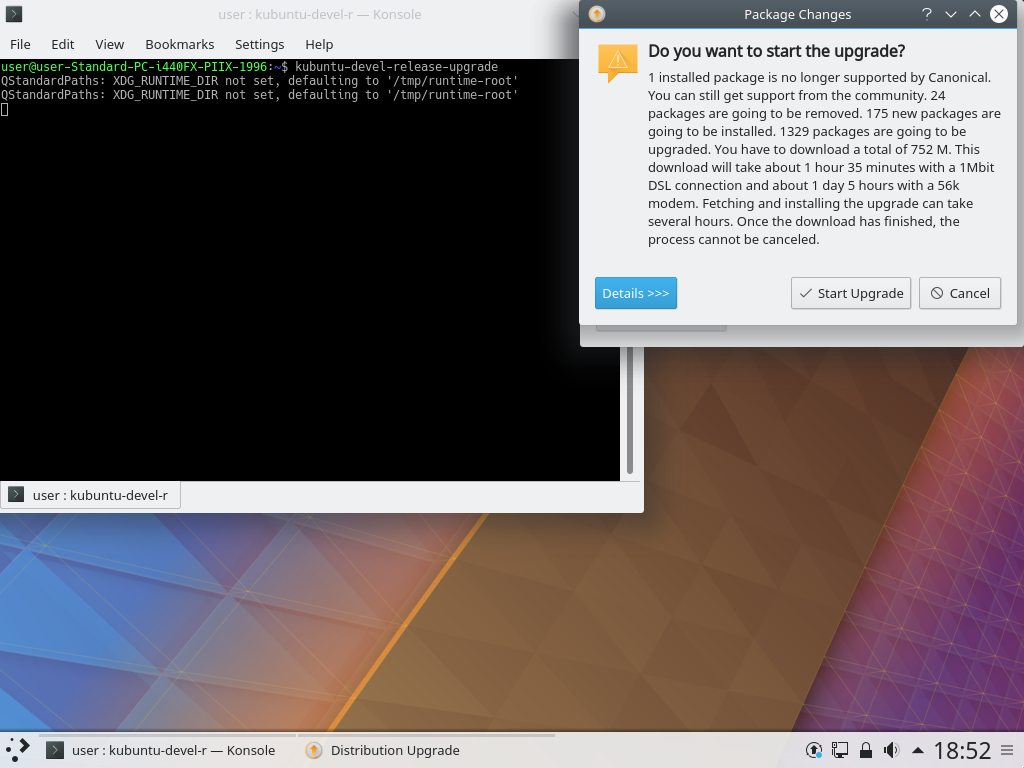 user : kubuntu-devel-r — Konsole
File Edit View Bookmarks Settings Help
user@user-Standard-PC-i440FX-PIIX-1996:~$ kubuntu-devel-release-upgrade
QStandardPaths: XDG_RUNTIME_DIR not set, defaulting to '/tmp/runtime-root'
QStandardPaths: XDG_RUNTIME_DIR not set, defaulting to '/tmp/runtime-root'
user : kubuntu-devel-r
Package Changes
Do you want to start the upgrade?
1 installed package is no longer supported by Canonical.
You can still get support from the community. 24
packages are going to be removed. 175 new packages are
going to be installed. 1329 packages are going to be
upgraded. You have to download a total of 752 M. This
download will take about 1 hour 35 minutes with a 1Mbit
DSL connection and about 1 day 5 hours with a 56k
modem. Fetching and installing the upgrade can take
several hours. Once the download has finished, the
process cannot be canceled.
Details >>> Start Upgrade Cancel
user : kubuntu-devel-r — Konsole Distribution Upgrade 18:52